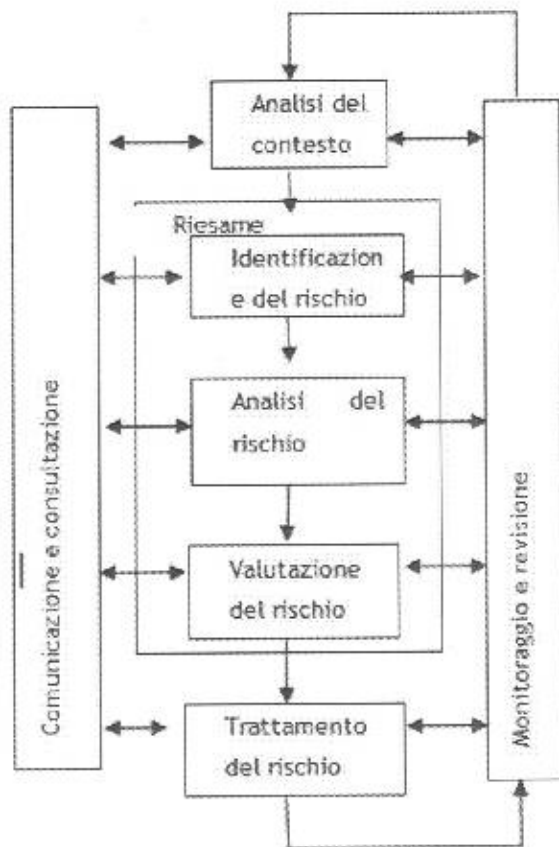 Analisi del
contesto
Riesame
Identificazion
e del rischio
Analisi del
rischio
Valutazione
del rischio
Trattamento
del rischio
Comunicazione e consultazione
Monitoraggio e revisione